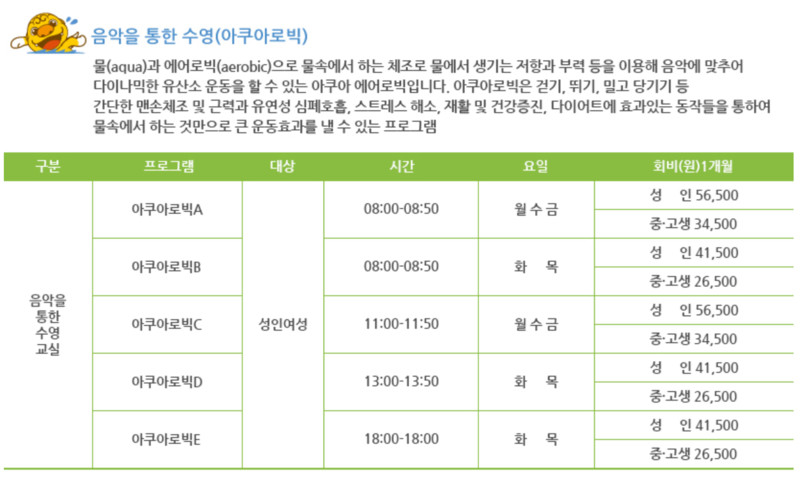 음악을 통한 수영(아쿠아로빅)
물(aqua)과 에어로빅(aerobic)으로 물속에서 하는 체조로 물에서 생기는 저항과 부력 등을 이용해 음악에 맞추어
다이나믹한 유산소 운동을 할 수 있는 아쿠아 에어로빅입니다. 아쿠아로빅은 걷기, 뛰기, 밀고 당기기 등
간단한 맨손체조 및 근력과 유연성 심폐호흡, 스트레스 해소, 재활 및 건강증진, 다이어트에 효과있는 동작들을 통하여
물속에서 하는 것만으로 큰 운동효과를 낼 수 있는 프로그램
구분 프로그램 대상 시간 요일 회비(원)1개월
음악을
통한
수영
교실
성인여성
아쿠아로빅A 08:00-08:50 월 수 금 성 인 56,500
중·고생 34,500
아쿠아로빅B 08:00-08:50 화 목 성 인 41,500
중·고생 26,500
아쿠아로빅C 11:00-11:50 월 수 금 성 인 56,500
중·고생 34,500
아쿠아로빅D 13:00-13:50 화 목 성 인 41,500
중·고생 26,500
아쿠아로빅E 18:00-18:00 화 목 성 인 41,500
중·고생 26,500